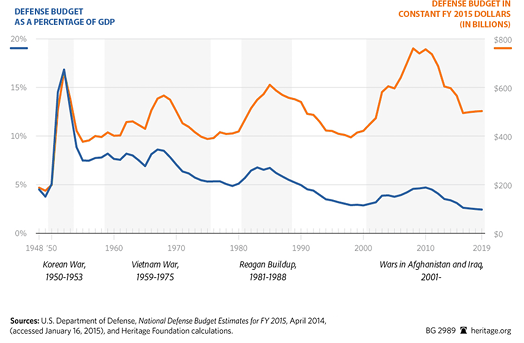 DEFENSE BUDGET
AS A PERCENTAGE OF GDP
DEFENSE BUDGET IN
CONSTANT FY 2015 DOLLARS
(IN BILLIONS)
20%
$800
15%
$600
10%
$400
5%
$200
0%
$0
1948 '50 1960 1970 1980 1990 2000 2010 2019
Korean War,
1950-1953
Vietnam War,
1959-1975
Reagan Buildup,
1981-1988
Wars in Afghanistan and Iraq,
2001-
Sources: U.S. Department of Defense, National Defense Budget Estimates for FY 2015, April 2014,
(accessed January 16, 2015), and Heritage Foundation calculations.
BG 2989 heritage.org